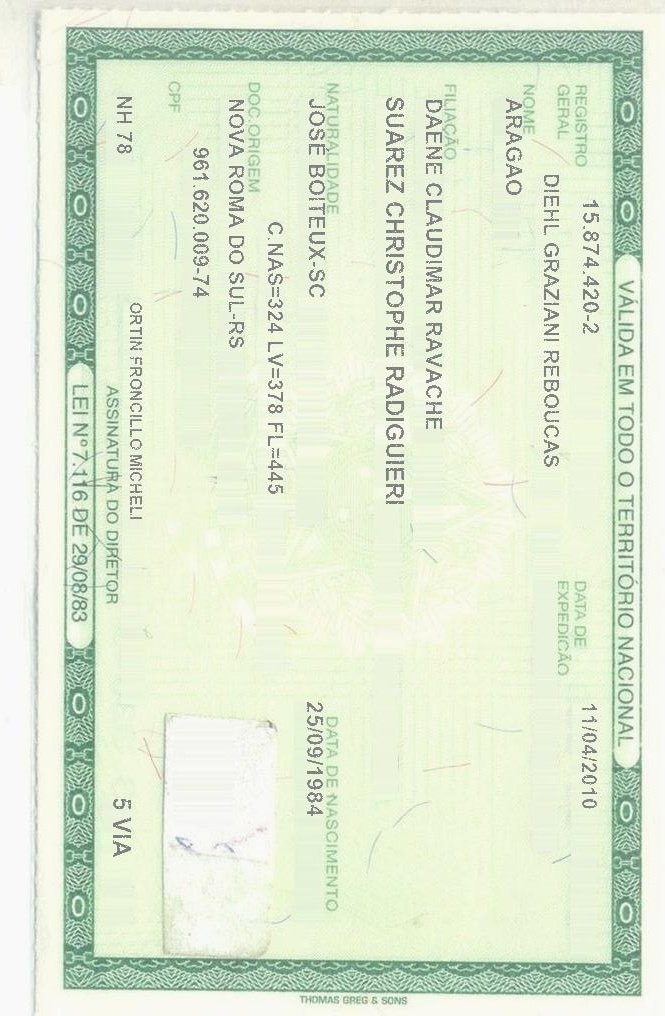 VÁLIDA EM TODO O TERRITÓRIO NACIONAL
REGISTRO GERAL 15.874.420-2 DATA DE EXPEDIÇÃO 11/04/2010
NOME DIEHL GRAZIANI REBOUCAS
ARAGAO
FILIAÇÃO
DAENE CLAUDIMAR RAVACHE
SUAREZ CHRISTOPHE RADIGUIERI
NATURALIDADE DATA DE NASCIMENTO
JOSÉ BOITEUX-SC 25/09/1984
DOC ORIGEM C.NAS=324 LV=378 FL=445
NOVA ROMA DO SUL-RS
CPF 961.620.009-74
NH 78 ORTIN FRONCILLO MICHELI 5 VIA
ASSINATURA DO DIRETOR
LEI Nº 7.116 DE 29/08/83
THOMAS GREG & SONS